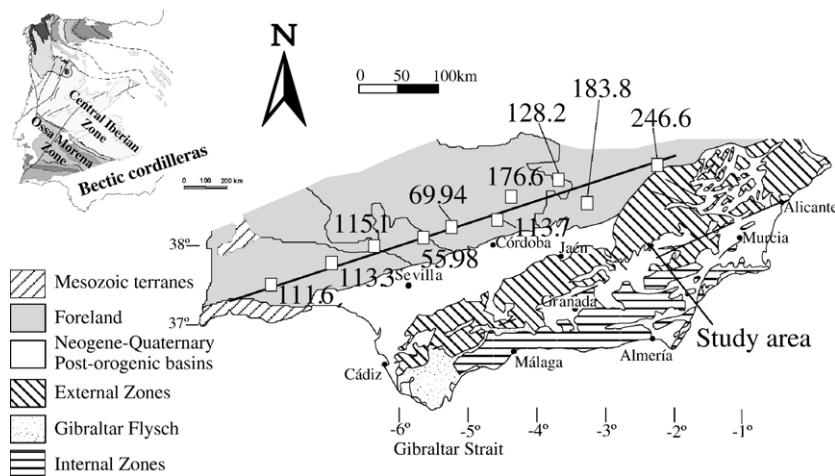 Central Iberian
Zone
Ossa Morena
Zone
Bectic cordilleras
0 100 200 km
N
0 50 100km
128.2
183.8
246.6
176.6
69.94
113.7
115.1
55.98
113.3
111.6
Alicante
Murcia
Córdoba
Jaén
Sevilla
Granada
Study area
Almería
Málaga
Cádiz
38º
37º
Mesozoic terranes
Foreland
Neogene-Quaternary
Post-orogenic basins
External Zones
Gibraltar Flysch
Internal Zones
-6º -5º -4º -3º -2º -1º
Gibraltar Strait